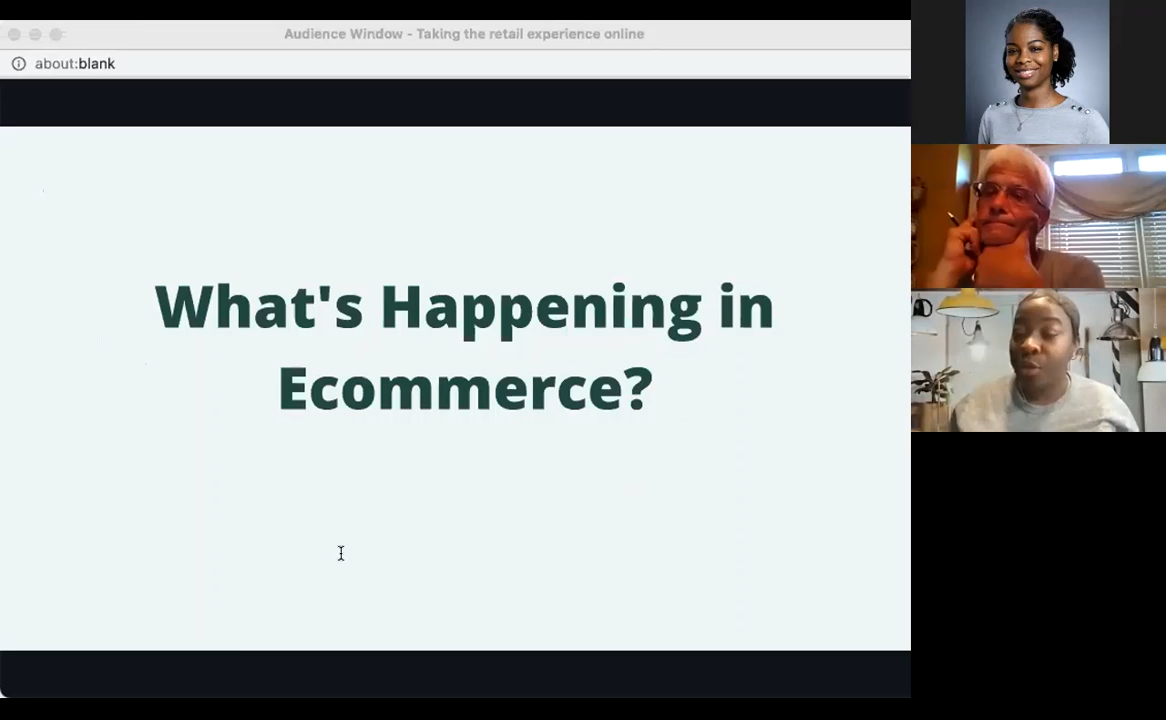 Audience Window - Taking the retail experience online
about:blank
What's Happening in
Ecommerce?